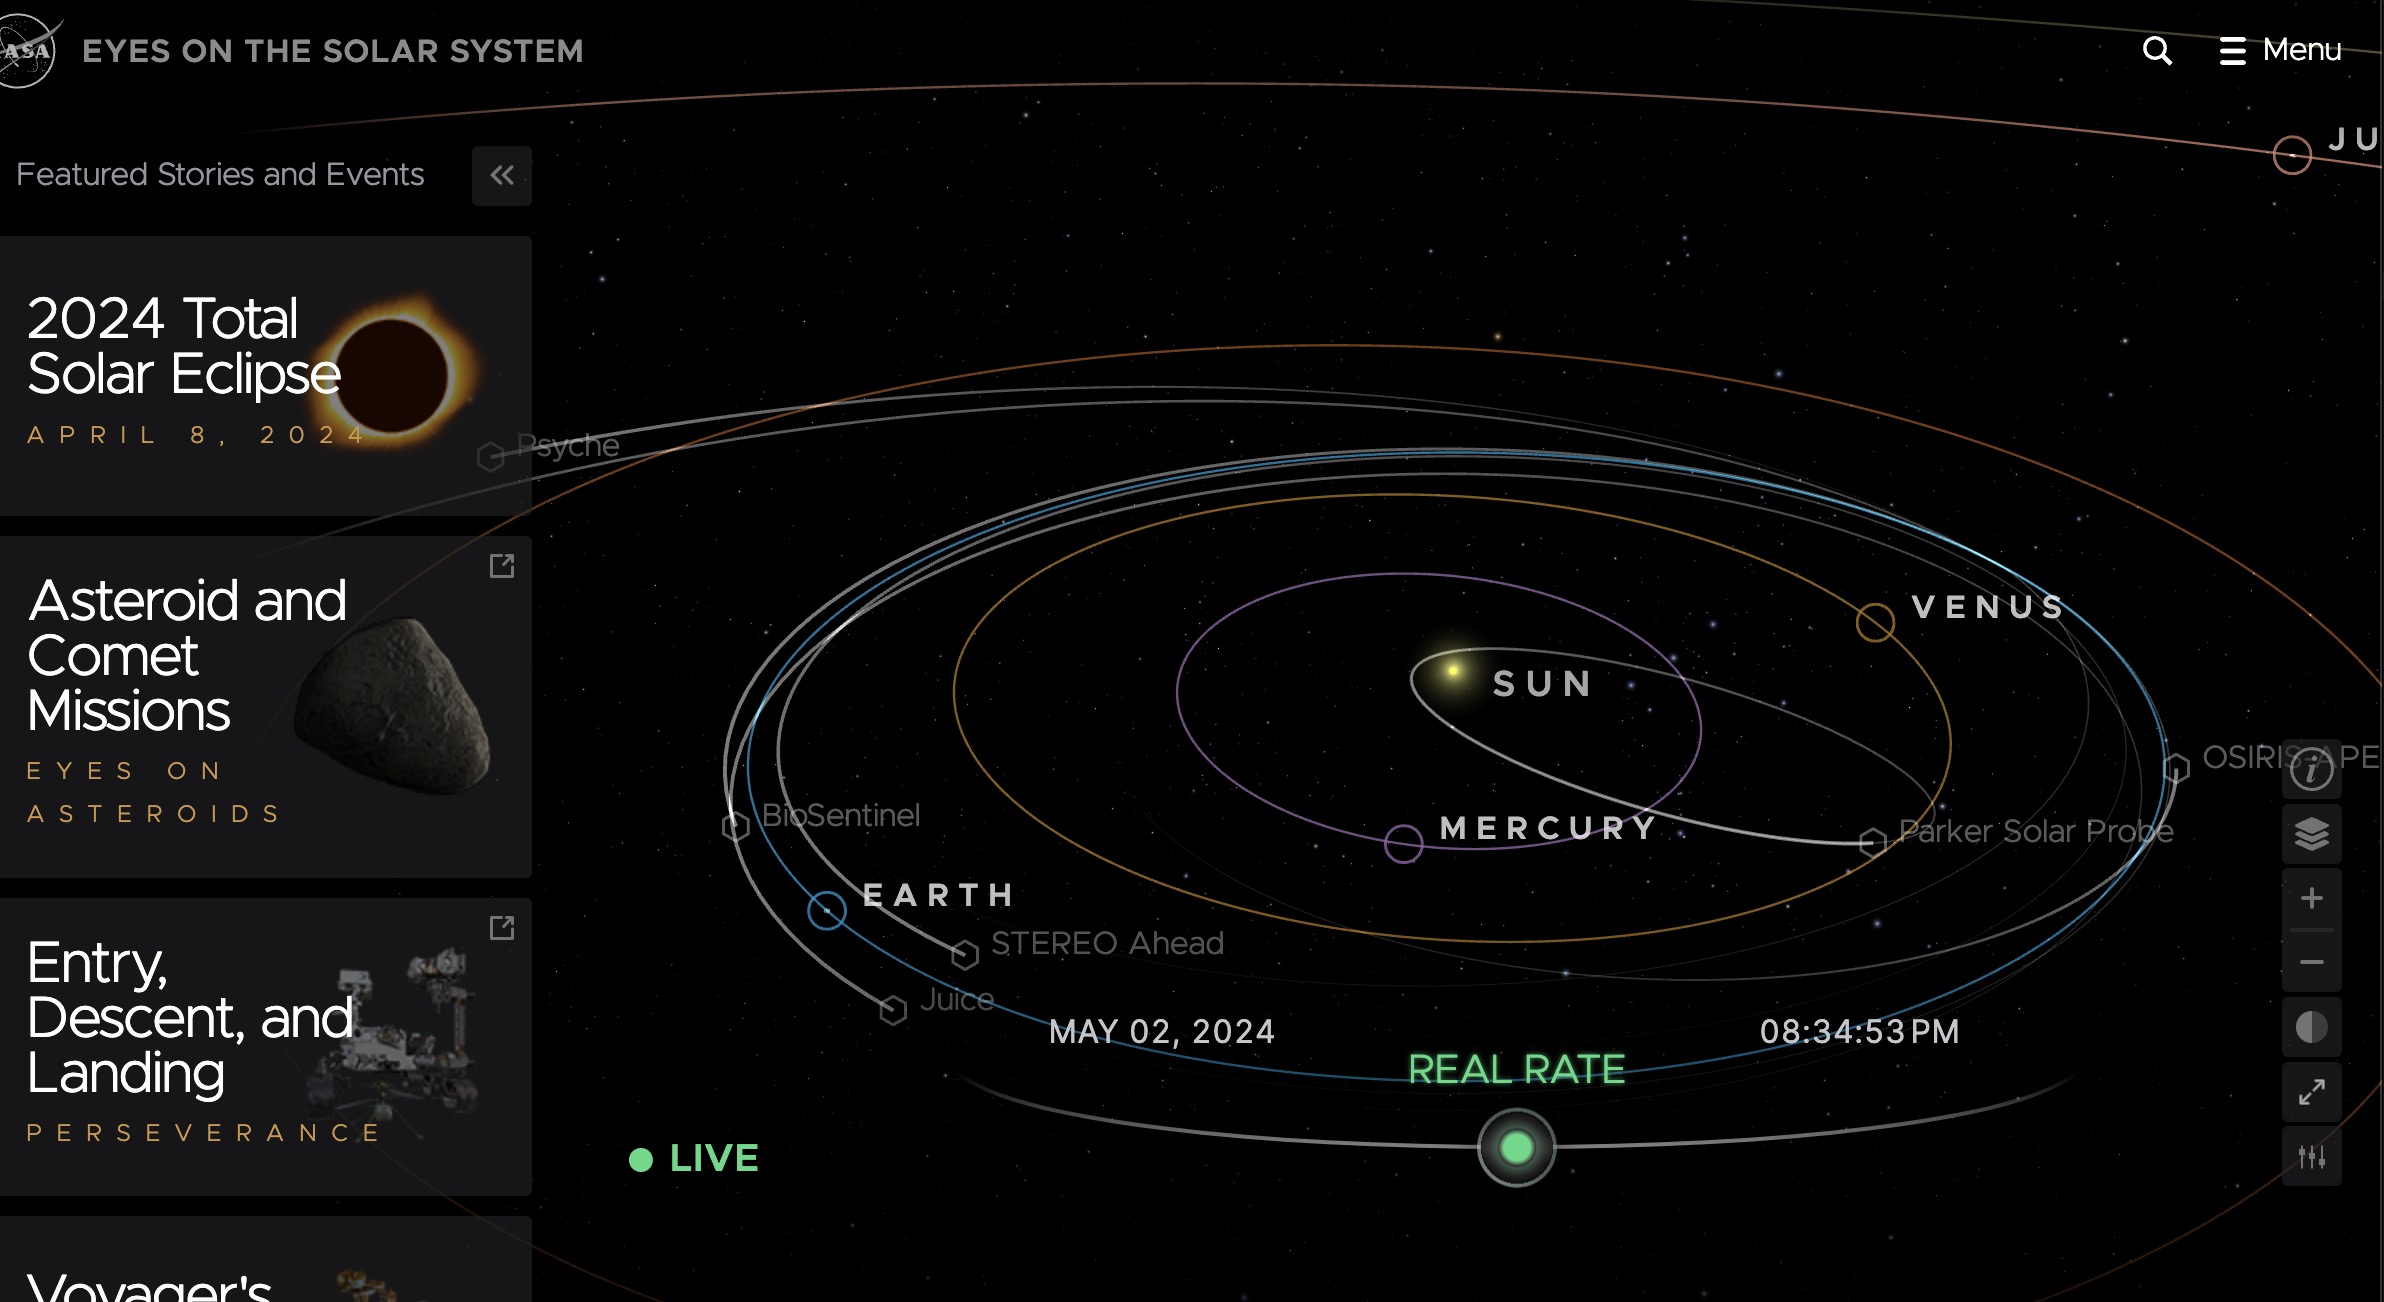 NASA
EYES ON THE SOLAR SYSTEM
Menu
JU
Featured Stories and Events
2024 Total
Solar Eclipse
APRIL 8, 2024
Psyche
Asteroid and
Comet
Missions
EYES ON
ASTEROIDS
VENUS
SUN
OSIRIS-APE
BioSentinel
MERCURY
Parker Solar Probe
EARTH
STEREO Ahead
Juice
Entry,
Descent, and
Landing
PERSEVERANCE
MAY 02, 2024
08:34:53 PM
REAL RATE
LIVE
Voyager's